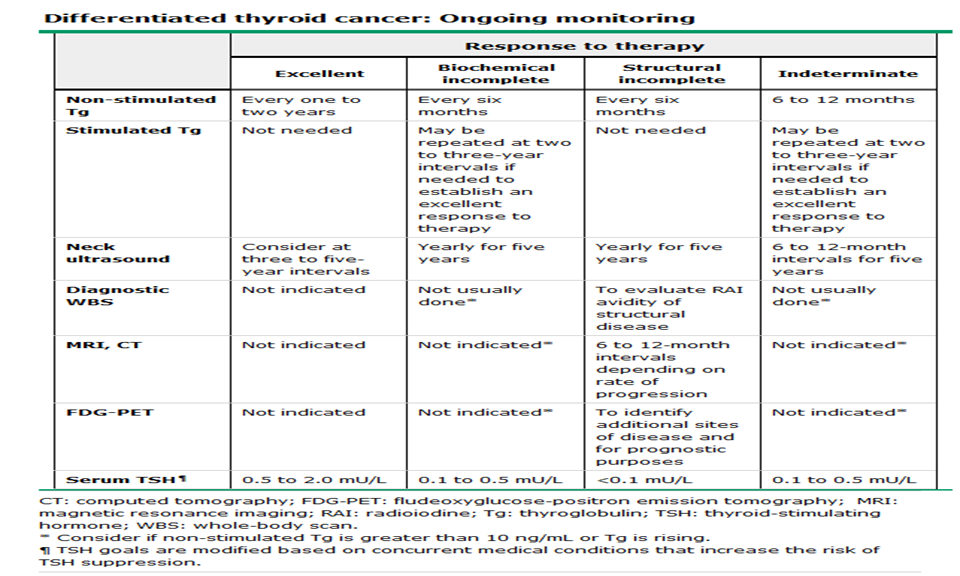 Differentiated thyroid cancer: Ongoing monitoring
Response to therapy
Excellent
Biochemical
incomplete
Structural
incomplete
Indeterminate
Non-stimulated
Tg
Every one to
two years
Every six
months
Every six
months
6 to 12 months
Stimulated Tg
Not needed
May be
repeated at two
to three-year
intervals if
needed to
establish an
excellent
response to
therapy
Not needed
May be
repeated at two
to three-year
intervals if
needed to
establish an
excellent
response to
therapy
Neck
ultrasound
Consider at
three to five-
year intervals
Yearly for five
years
Yearly for five
years
6 to 12-month
intervals for five
years
Diagnostic
WBS
Not indicated
Not usually
done*
To evaluate RAI
avidity of
structural
disease
Not usually
done*
MRI, CT
Not indicated
Not indicated*
6 to 12-month
intervals
depending on
rate of
progression
Not indicated*
FDG-PET
Not indicated
Not indicated*
To identify
additional sites
of disease and
for prognostic
purposes
Not indicated*
Serum TSH¶
0.5 to 2.0 mU/L
0.1 to 0.5 mU/L
<0.1 mU/L
0.1 to 0.5 mU/L
CT: computed tomography; FDG-PET: fludeoxyglucose-positron emission tomography; MRI:
magnetic resonance imaging; RAI: radioiodine; Tg: thyroglobulin; TSH: thyroid-stimulating
hormone; WBS: whole-body scan.
* Consider if non-stimulated Tg is greater than 10 ng/mL or Tg is rising.
¶ TSH goals are modified based on concurrent medical conditions that increase the risk of
TSH suppression.